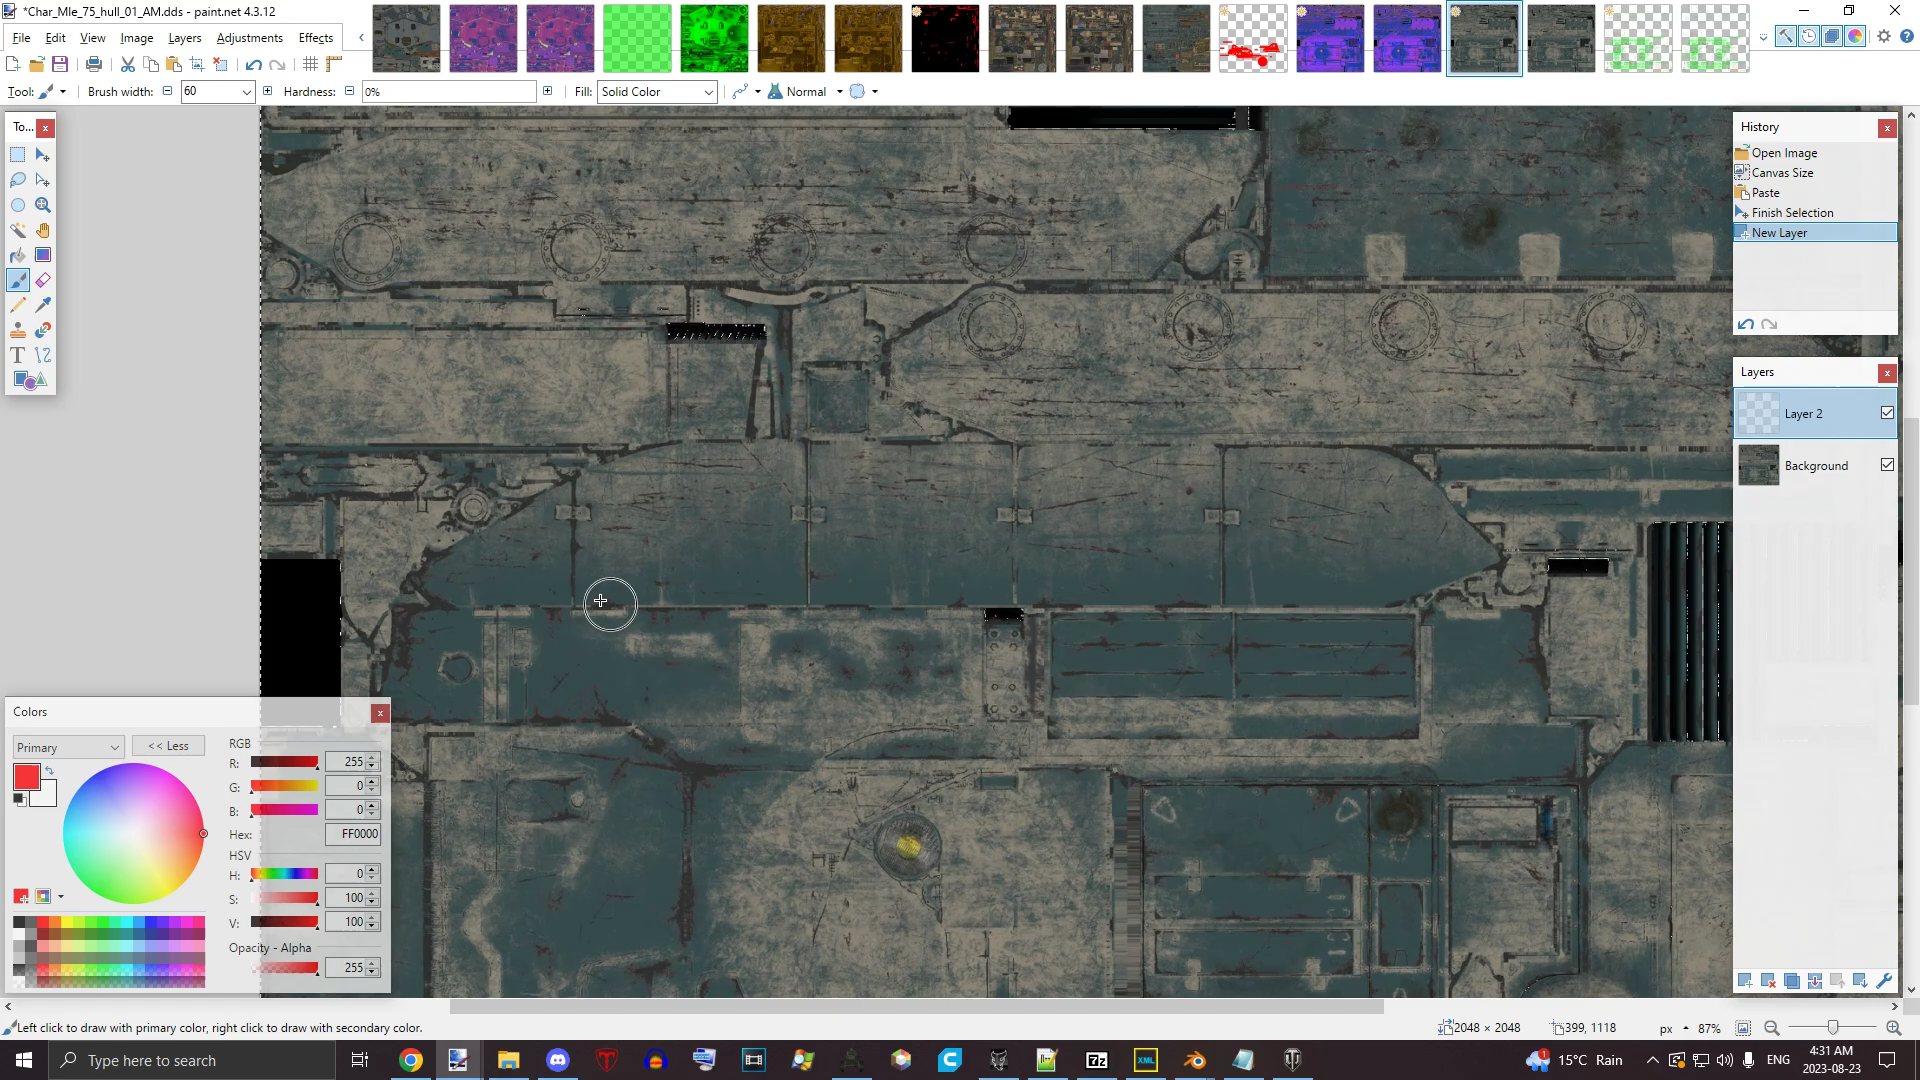 *Char_Mle_75_hull_01_AM.dds - paint.net 4.3.12
File Edit View Image Layers Adjustments Effects
Tool: Brush width: 60 Hardness: 0% Fill: Solid Color Normal
To...
History
Open Image
Canvas Size
Paste
Finish Selection
New Layer
Layers
Layer 2
Background
Colors
Primary
<< Less
RGB
R: 255
G: 0
B: 0
Hex: FF0000
HSV
H: 0
S: 100
V: 100
Opacity - Alpha
255
Left click to draw with primary color, right click to draw with secondary color.
2048 × 2048
399, 1118
px
87%
Type here to search
7z
XML
1
15°C Rain
ENG
4:31 AM
2023-08-23